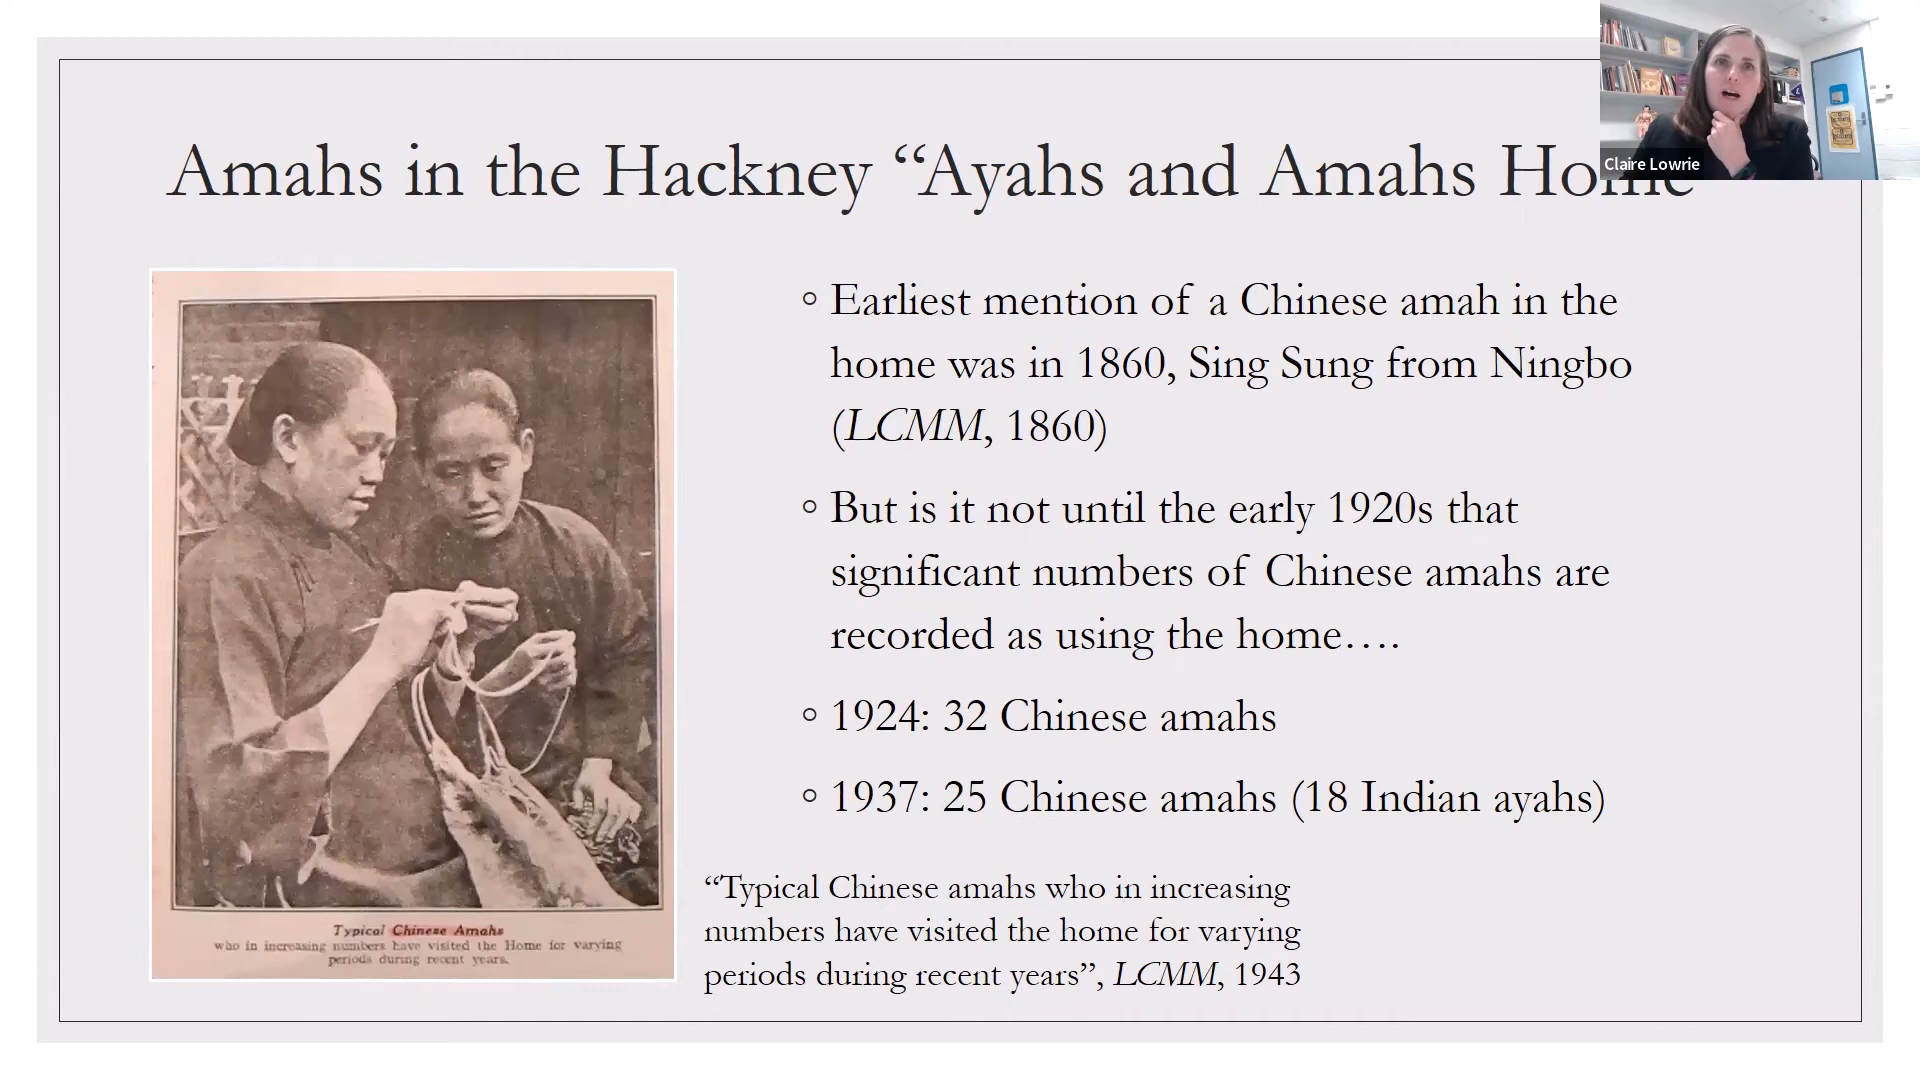 Claire Lowrie
Amahs in the Hackney “Ayahs and Amahs Home”
◦ Earliest mention of a Chinese amah in the
home was in 1860, Sing Sung from Ningbo
(LCMM, 1860)
◦ But is it not until the early 1920s that
significant numbers of Chinese amahs are
recorded as using the home….
◦ 1924: 32 Chinese amahs
◦ 1937: 25 Chinese amahs (18 Indian ayahs)
Typical Chinese Amahs
who in increasing numbers have visited the Home for varying
periods during recent years.
“Typical Chinese amahs who in increasing
numbers have visited the home for varying
periods during recent years”, LCMM, 1943